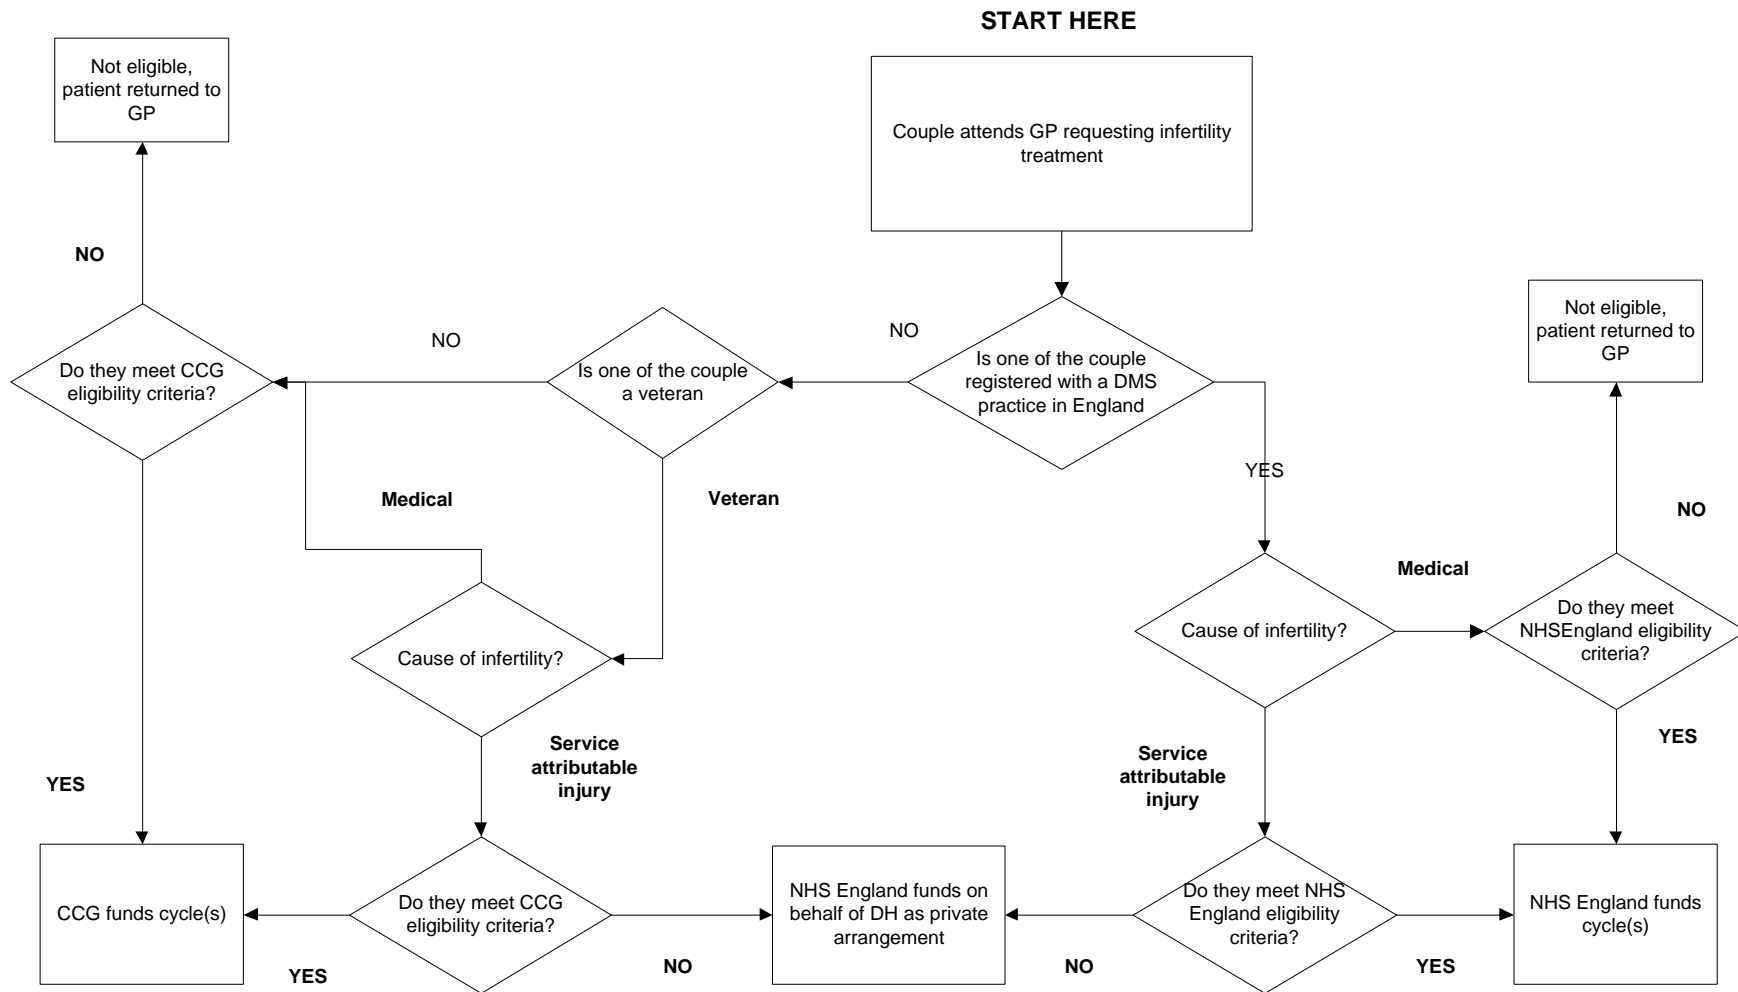 START HERE
Not eligible,
patient returned to
GP
Couple attends GP requesting infertility
treatment
NO
NO
NO
Not eligible,
patient returned to
GP
Do they meet CCG
eligibility criteria?
Is one of the couple
a veteran
Is one of the couple
registered with a DMS
practice in England
YES
Medical
Veteran
NO
Medical
Cause of infertility?
Cause of infertility?
Do they meet
NHSEngland eligibility
criteria?
YES
Service
attributable
injury
Service
attributable
injury
YES
CCG funds cycle(s)
Do they meet CCG
eligibility criteria?
NHS England funds on
behalf of DH as private
arrangement
Do they meet NHS
England eligibility
criteria?
NHS England funds
cycle(s)
YES
NO
NO
YES